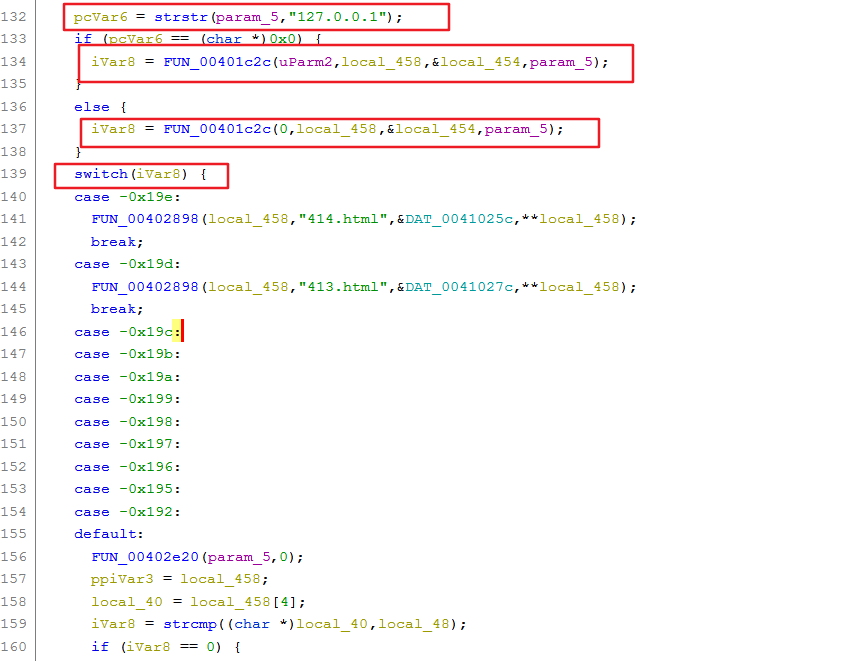 132 pcVar6 = strstr(param_5,"127.0.0.1");
133 if (pcVar6 == (char *)0x0) {
134 iVar8 = FUN_00401c2c(uParm2,local_458,&local_454,param_5);
135 }
136 else {
137 iVar8 = FUN_00401c2c(0,local_458,&local_454,param_5);
138 }
139 switch(iVar8) {
140 case -0x19e:
141 FUN_00402898(local_458,"414.html",&DAT_0041025c,**local_458);
142 break;
143 case -0x19d:
144 FUN_00402898(local_458,"413.html",&DAT_0041027c,**local_458);
145 break;
146 case -0x19c:
147 case -0x19b:
148 case -0x19a:
149 case -0x199:
150 case -0x198:
151 case -0x197:
152 case -0x196:
153 case -0x195:
154 case -0x192:
155 default:
156 FUN_00402e20(param_5,0);
157 ppiVar3 = local_458;
158 local_40 = local_458[4];
159 iVar8 = strcmp((char *)local_40,local_48);
160 if (iVar8 == 0) {